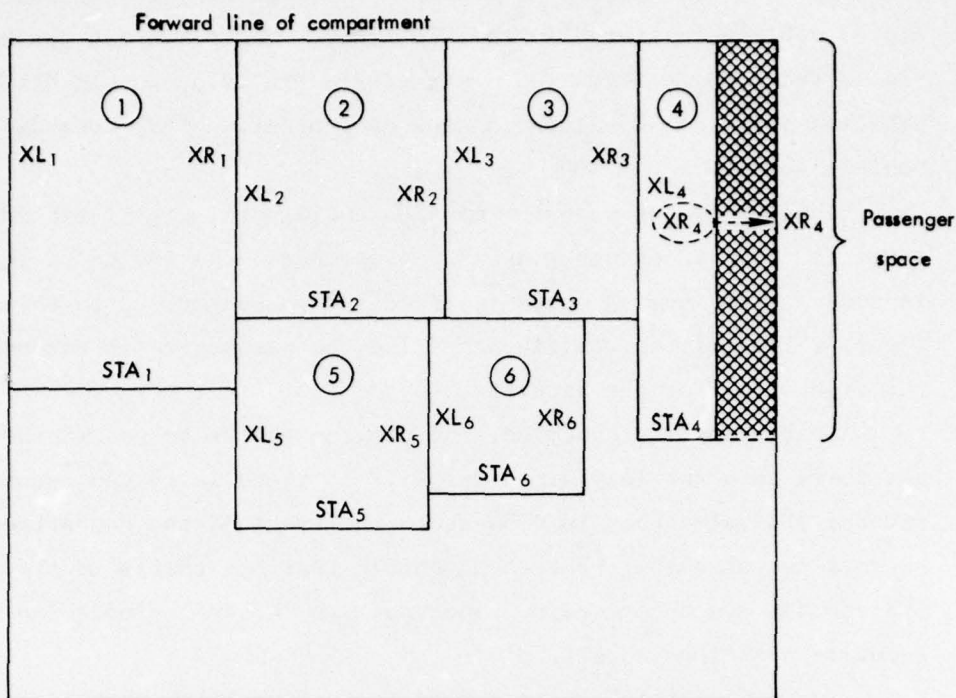 Forward line of compartment
1 2 3 4
XL1 XR1 XL3 XR3
XL2 XR2 XL4
XR4 XR4 Passenger
space
STA2 STA3
STA1 5 6
XL6 XR6 STA4
XL5 XR5
STA6
STA5